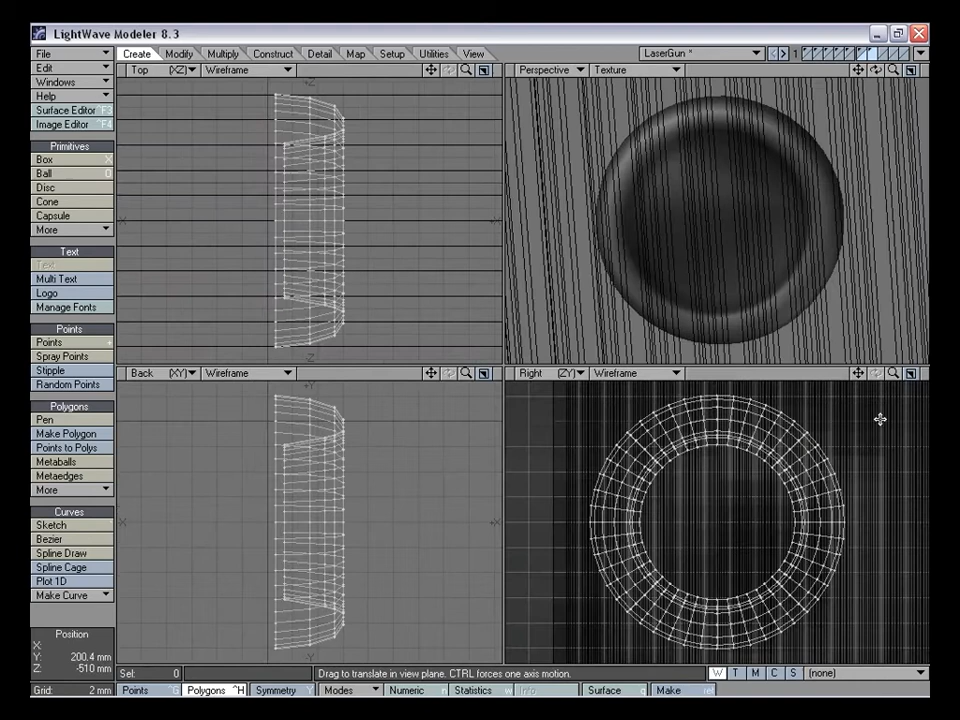 LightWave Modeler 8.3
File
Create Modify Multiply Construct Detail Map Setup Utilities View
LaserGun *
1
Edit
Top (XZ) Wireframe
Perspective Texture
Windows
Help
Surface Editor F3
Image Editor ^F4
Primitives
Box X
Ball O
Disc
Cone
Capsule
More
Text
Text
Multi Text
Logo
Manage Fonts
Points
Points +
Spray Points
Stipple
Random Points
Back (XY) Wireframe
Right (ZY) Wireframe
Polygons
Pen
Make Polygon
Points to Polys
Metaballs
Metaedges
More
Curves
Sketch
Bezier
Spline Draw
Spline Cage
Plot 1D
Make Curve
Position
X:
Y: 200.4 mm
Z: -510 mm
Sel: 0
Drag to translate in view plane. CTRL forces one axis motion.
W T M C S (none)
Grid: 2 mm
Points ^G
Polygons ^H
Symmetry Y
Modes
Numeric n
Statistics w
Info i
Surface q
Make